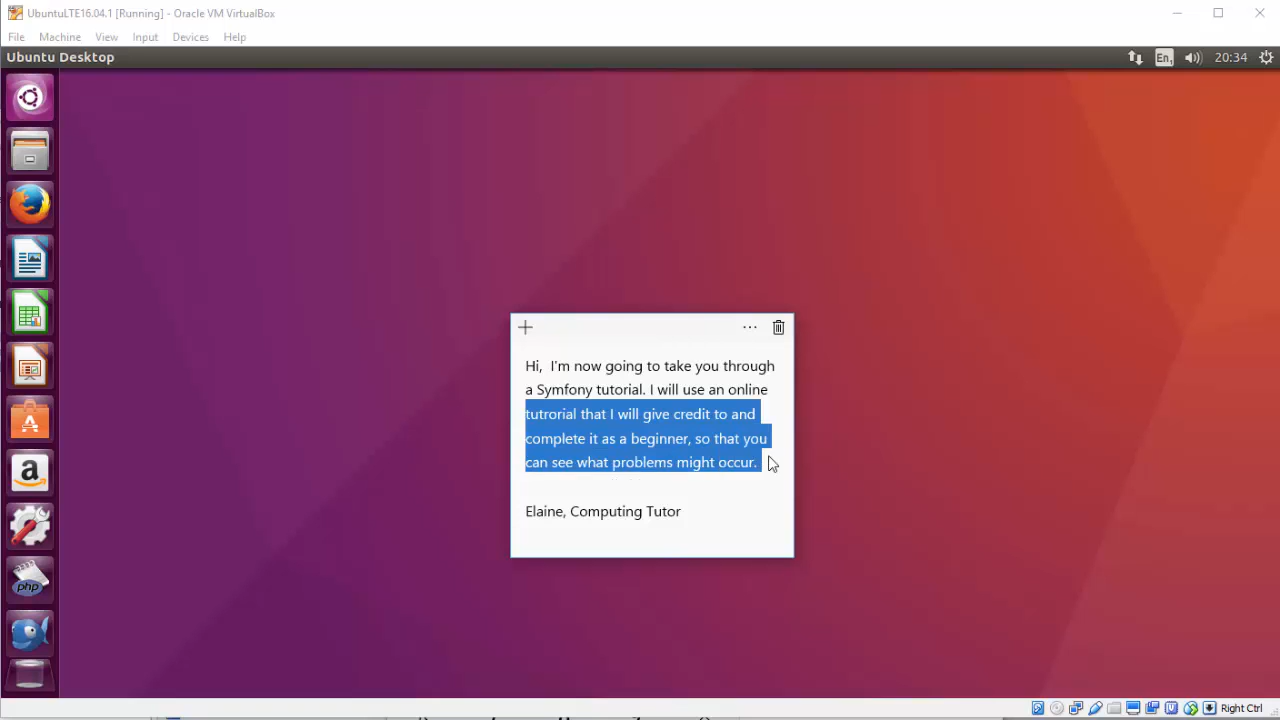 UbuntuLTE16.04.1 [Running] - Oracle VM VirtualBox
File Machine View Input Devices Help
Ubuntu Desktop
En
20:34
Hi, I'm now going to take you through
a Symfony tutorial. I will use an online
tutrorial that I will give credit to and
complete it as a beginner, so that you
can see what problems might occur.
Elaine, Computing Tutor
a
php
Right Ctrl